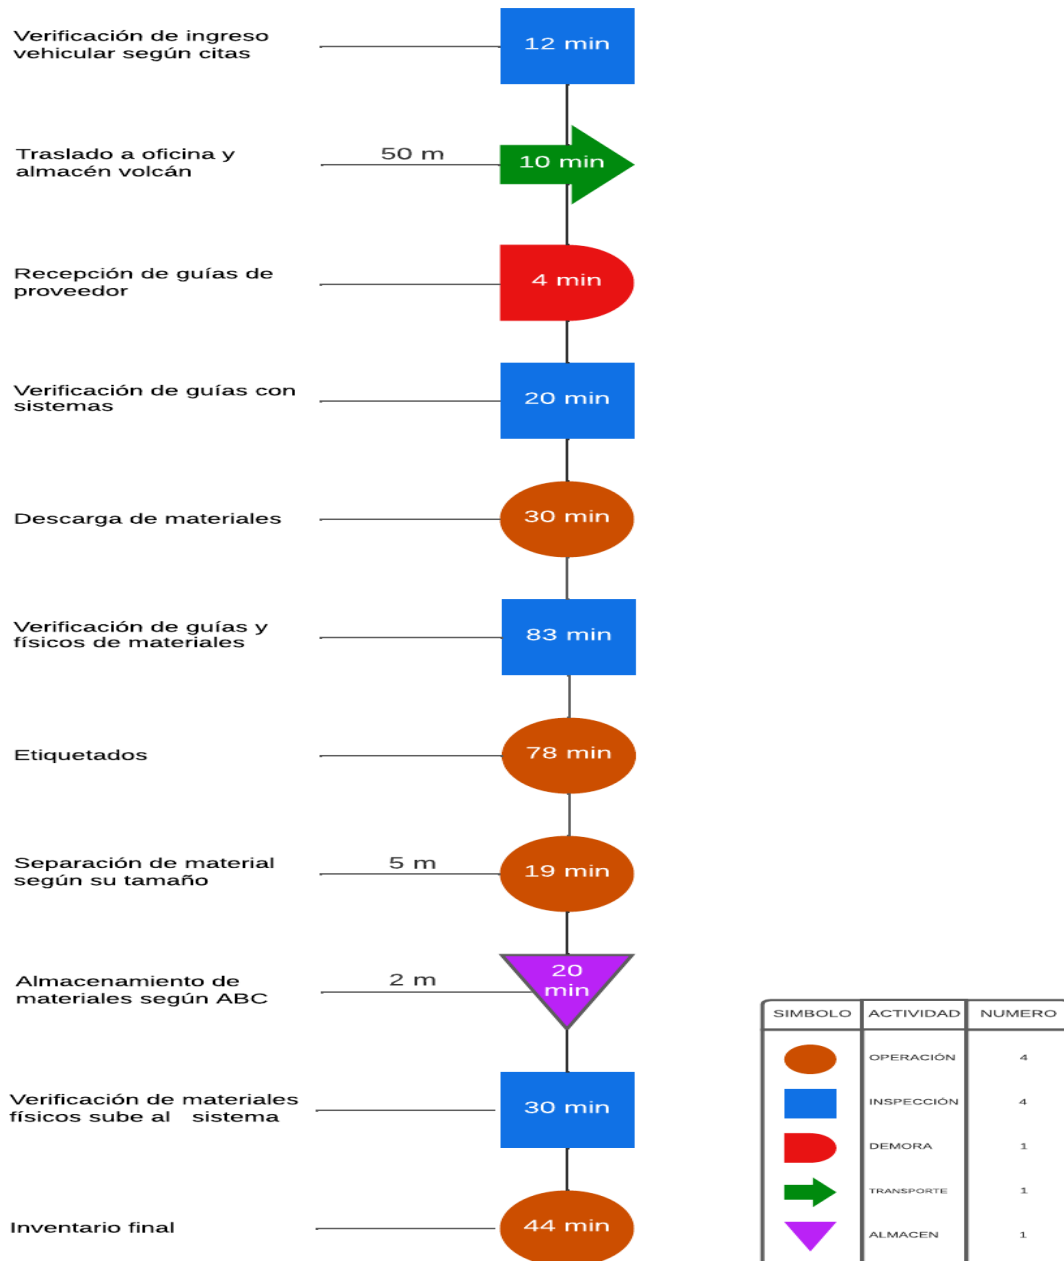 Verificación de ingreso
vehicular según citas
12 min
Traslado a oficina y
almacén volcán
50 m
10 min
Recepción de guías de
proveedor
4 min
Verificación de guías con
sistemas
20 min
Descarga de materiales
30 min
Verificación de guías y
físicos de materiales
83 min
Etiquetados
78 min
Separación de material
según su tamaño
5 m
19 min
Almacenamiento de
materiales según ABC
2 m
20
min
Verificación de materiales
físicos sube al sistema
30 min
Inventario final
44 min
SIMBOLO ACTIVIDAD NUMERO
OPERACIÓN 4
INSPECCIÓN 4
DEMORA 1
TRANSPORTE 1
ALMACEN 1